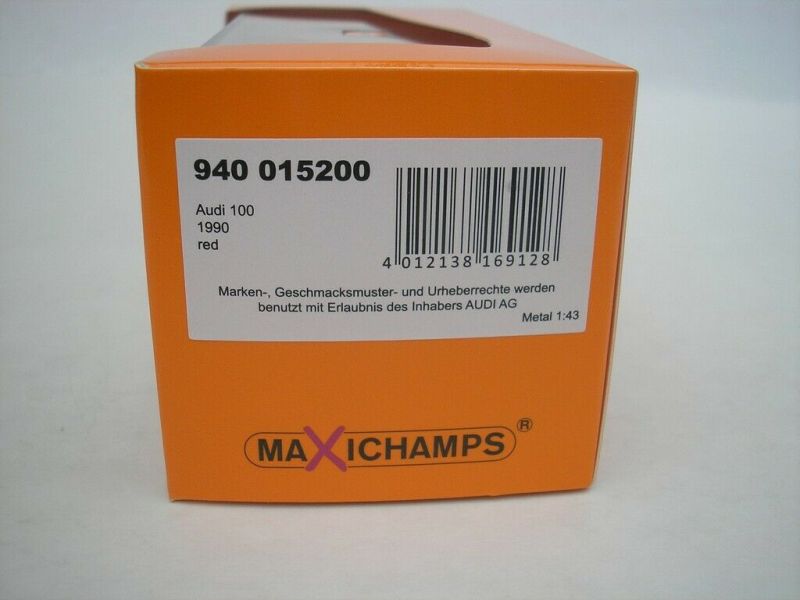 940 015200
Audi 100
1990
red
4 012138 169128
Marken-, Geschmacksmuster- und Urheberrechte werden
benutzt mit Erlaubnis des Inhabers AUDI AG
Metal 1:43
MAXICHAMPS ®